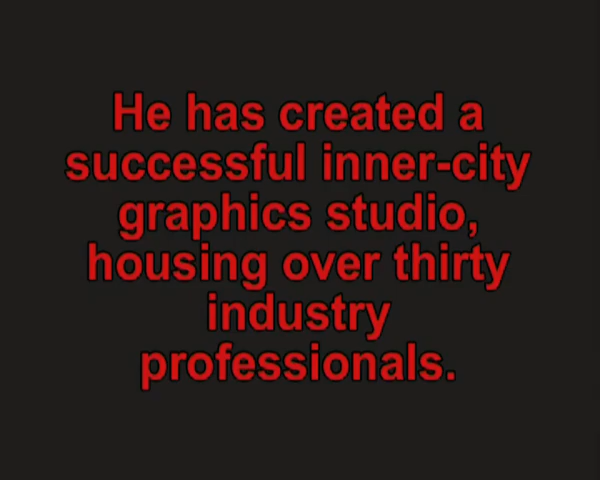 He has created a
successful inner-city
graphics studio,
housing over thirty
industry
professionals.